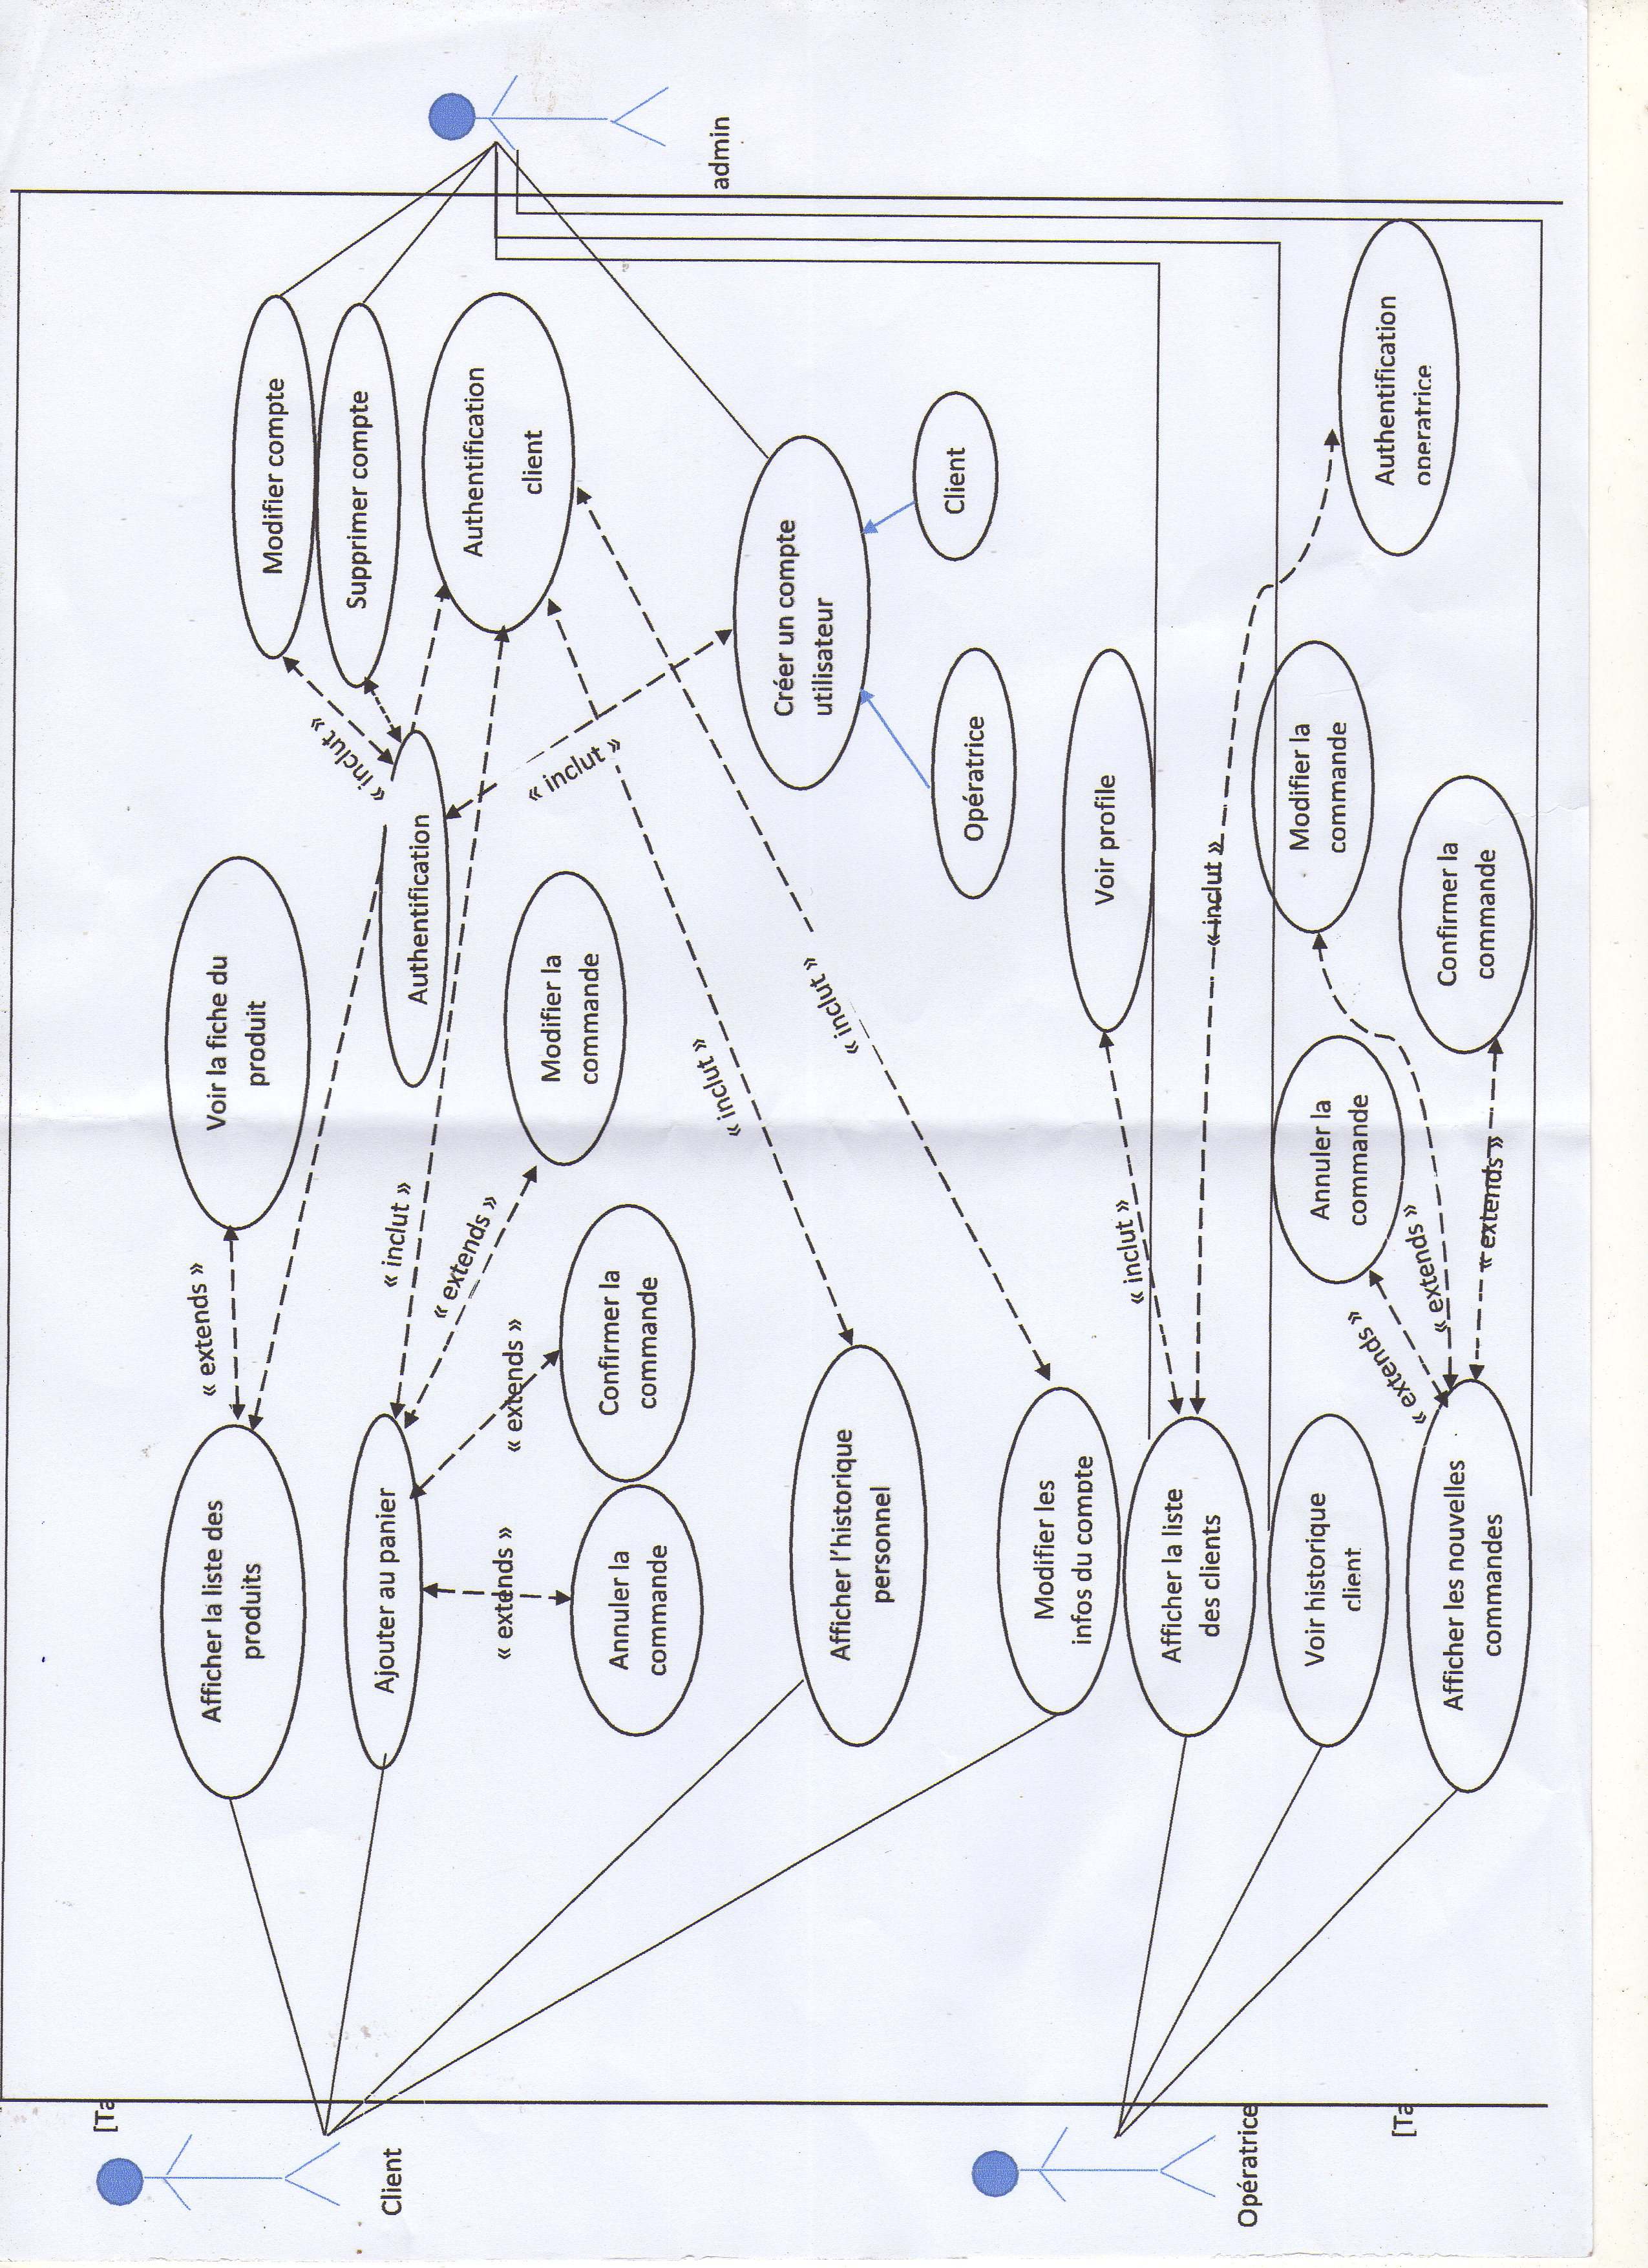 [Ta
Client
Opératrice
[Ta
admin
Afficher la liste des
produits
« extends »
Voir la fiche du
produit
Modifier compte
Supprimer compte
« inclut »
Authentification
Authentification
client
Ajouter au panier
« inclut »
« extends »
Modifier la
commande
« extends »
Confirmer la
commande
« extends »
Annuler la
commande
« inclut »
Créer un compte
utilisateur
Client
Opératrice
Afficher l'historique
personnel
« inclut »
Modifier les
infos du compte
« inclut »
Afficher la liste
des clients
« inclut »
Voir profile
« inclut »
Authentification
operatrice
Voir historique
client
Annuler la
commande
Modifier la
commande
Afficher les nouvelles
commandes
« extends »
« extends »
« extends »
Confirmer la
commande